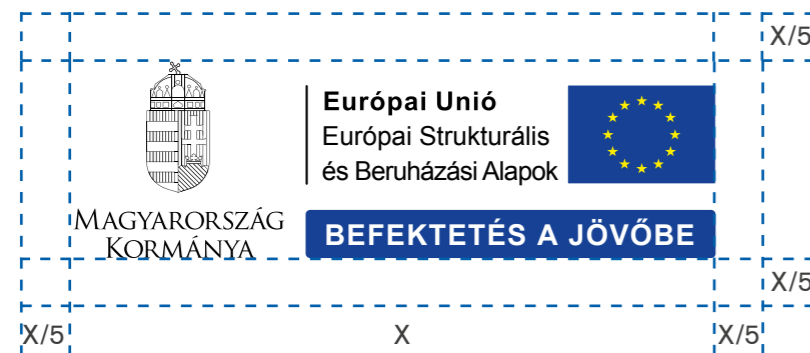 X/5
Európai Unió
Európai Strukturális
és Beruházási Alapok
MAGYARORSZÁG
KORMÁNYA
BEFEKTETÉS A JÖVŐBE
X/5
X/5
X
X/5